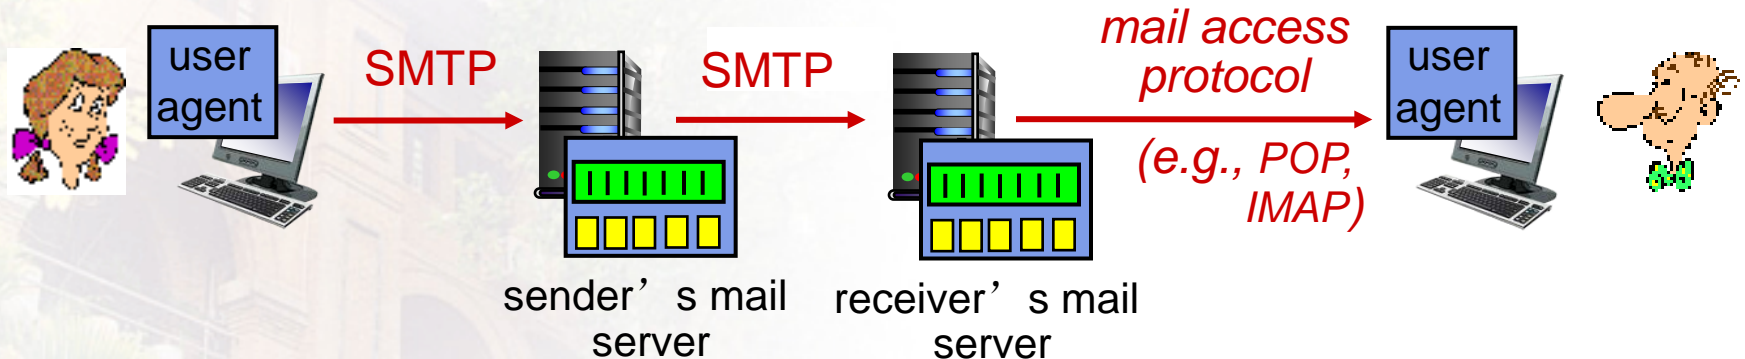 user
agent
SMTP
SMTP
mail access
protocol
(e.g., POP,
IMAP)
user
agent
sender’s mail
server
receiver’s mail
server